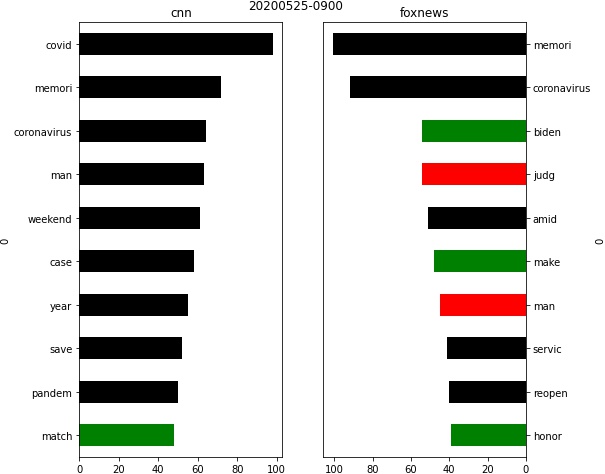 20200525-0900
cnn
foxnews
covid
memori
coronavirus
man
weekend
case
year
save
pandem
match
0
20
40
60
80
100
0
memori
coronavirus
biden
judg
amid
make
man
servic
reopen
honor
100
80
60
40
20
0
0